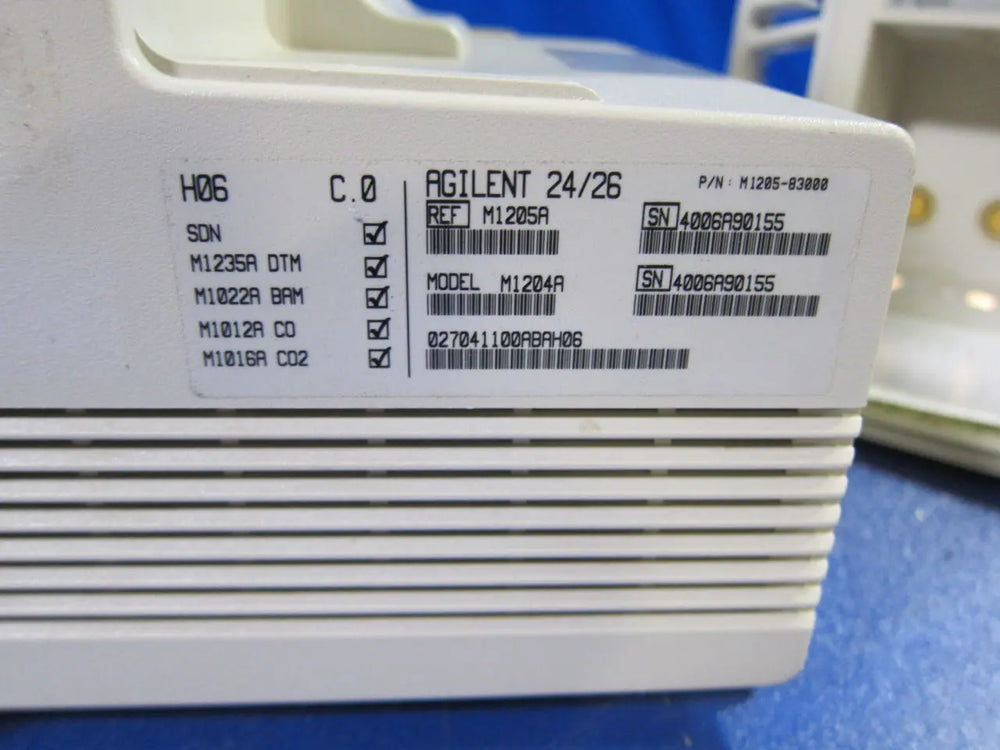 H06 C.0
SDN ☑
M1235A DTM ☑
M1022A BAM ☑
M1012A CO ☑
M1016A CO2 ☑
AGILENT 24/26 P/N: M1205-83000
REF M1205A SN 4006A90155
MODEL M1204A SN 4006A90155
027041100ABAH06